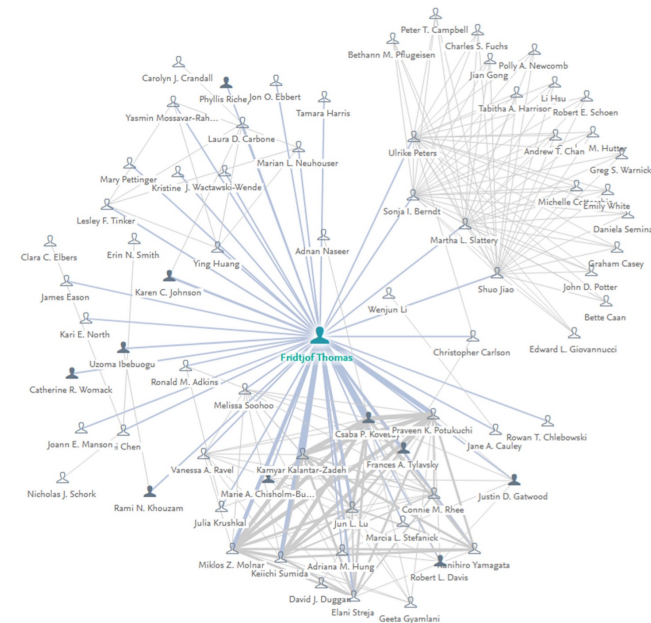 Peter T. Campbell
Charles S. Fuchs
Bethann M. Pflugeisen
Polly A. Newcomb
Jian Gong
Carolyn J. Crandall
Li Hsu
Phyllis Riche
Jon O. Ebbert
Tamara Harris
Tabitha A. Harrison
Robert E. Schoen
Yasmin Mossavar-Rah...
Laura D. Carbone
M. Hutter
Andrew T. Chan
Ulrike Peters
Marian L. Neuhouser
Greg S. Warnick
Mary Pettinger
Kristine
J. Wactawski-Wende
Michelle
Emily White
Lesley F. Tinker
Sonja I. Berndt
Daniela Semina
Martha L. Slattery
Clara C. Elbers
Erin N. Smith
Ying Huang
Adnan Naseer
Graham Casey
James Eason
Karen C. Johnson
Shuo Jiao
John D. Potter
Wenjun Li
Bette Caan
Kari E. North
Fridtjof Thomas
Christopher Carlson
Edward L. Giovannucci
Uzoma Ibebuogu
Ronald M. Adkins
Catherine R. Womack
Melissa Soohoo
Csaba P. Kovesdy
Praveen K. Potukuchi
Rowan T. Chlebowski
Joann E. Manson
Chen
Jane A. Cauley
Vanessa A. Ravel
Kamyar Kalantar-Zadeh
Frances A. Tylavsky
Nicholas J. Schork
Marie A. Chisholm-Bu...
Justin D. Gatwood
Rami N. Khouzam
Connie M. Rhee
Julia Krushkal
Jun L. Lu
Marcia L. Stefanick
Miklos Z. Molnar
Keiichi Sumida
Adriana M. Hung
Kunihiro Yamagata
Robert L. Davis
David J. Duggan
Elani Streja
Geeta Gyamlani